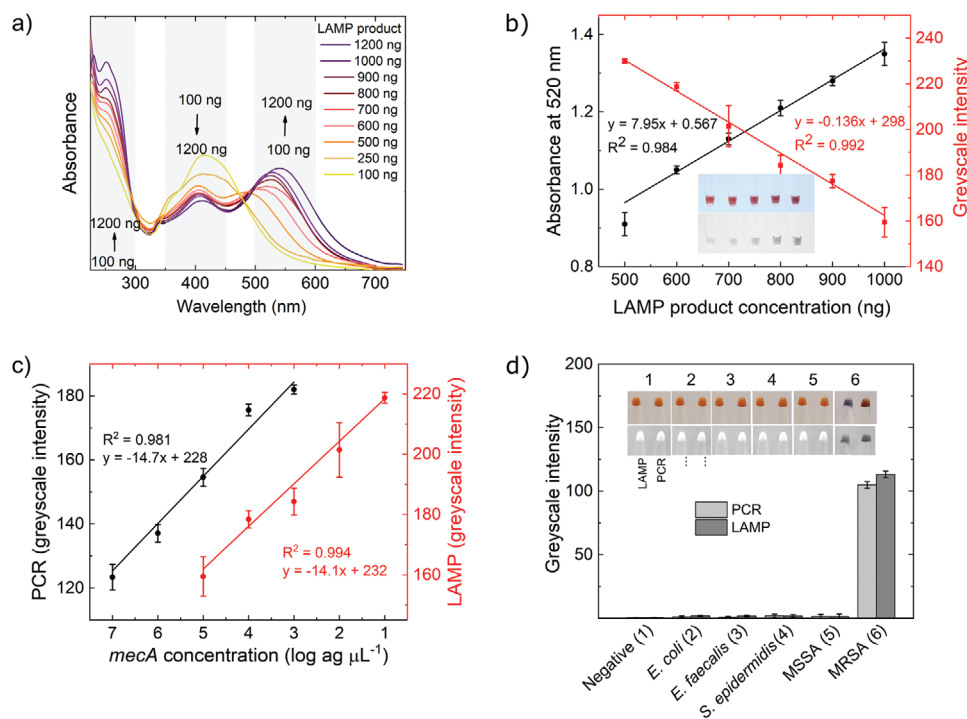 a)
LAMP product
1200 ng
1000 ng
900 ng
800 ng
700 ng
600 ng
500 ng
250 ng
100 ng
100 ng
1200 ng
1200 ng
100 ng
1200 ng
100 ng
Absorbance
300 400 500 600 700
Wavelength (nm)
b)
1.4
1.2
1.0
0.8
Absorbance at 520 nm
y = 7.95x + 0.567
R² = 0.984
y = -0.136x + 298
R² = 0.992
240
220
200
180
160
140
Greyscale intensity
500 600 700 800 900 1000
LAMP product concentration (ng)
c)
180
160
140
120
PCR (greyscale intensity)
R² = 0.981
y = -14.7x + 228
R² = 0.994
y = -14.1x + 232
220
200
180
160
LAMP (greyscale intensity)
7 6 5 4 3 2 1
mecA concentration (log ag μL⁻¹)
d)
200
150
100
50
Greyscale intensity
1 2 3 4 5 6
LAMP
PCR
...
...
PCR
LAMP
Negative (1)
E. coli (2)
E. faecalis (3)
S. epidermidis (4)
MSSA (5)
MRSA (6)